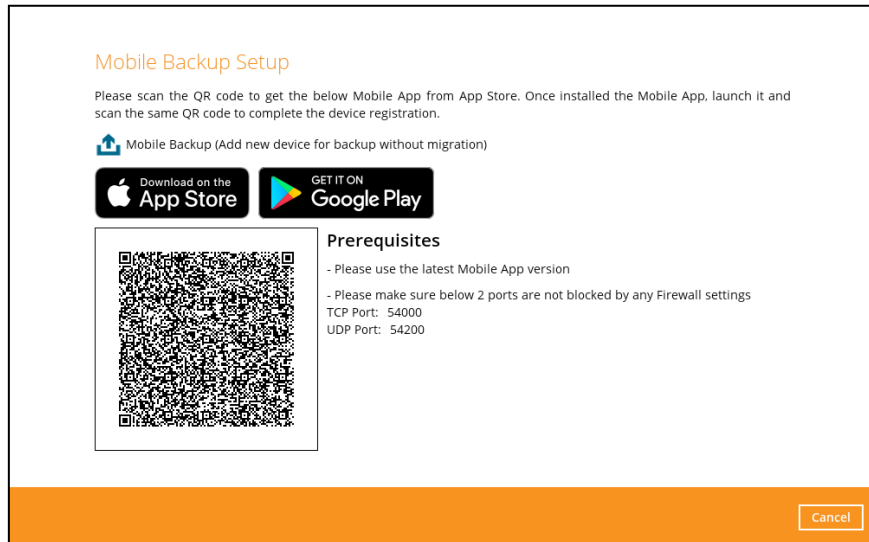 Mobile Backup Setup
Please scan the QR code to get the below Mobile App from App Store. Once installed the Mobile App, launch it and
scan the same QR code to complete the device registration.
Mobile Backup (Add new device for backup without migration)
Download on the
App Store
GET IT ON
Google Play
Prerequisites
- Please use the latest Mobile App version
- Please make sure below 2 ports are not blocked by any Firewall settings
TCP Port: 54000
UDP Port: 54200
Cancel